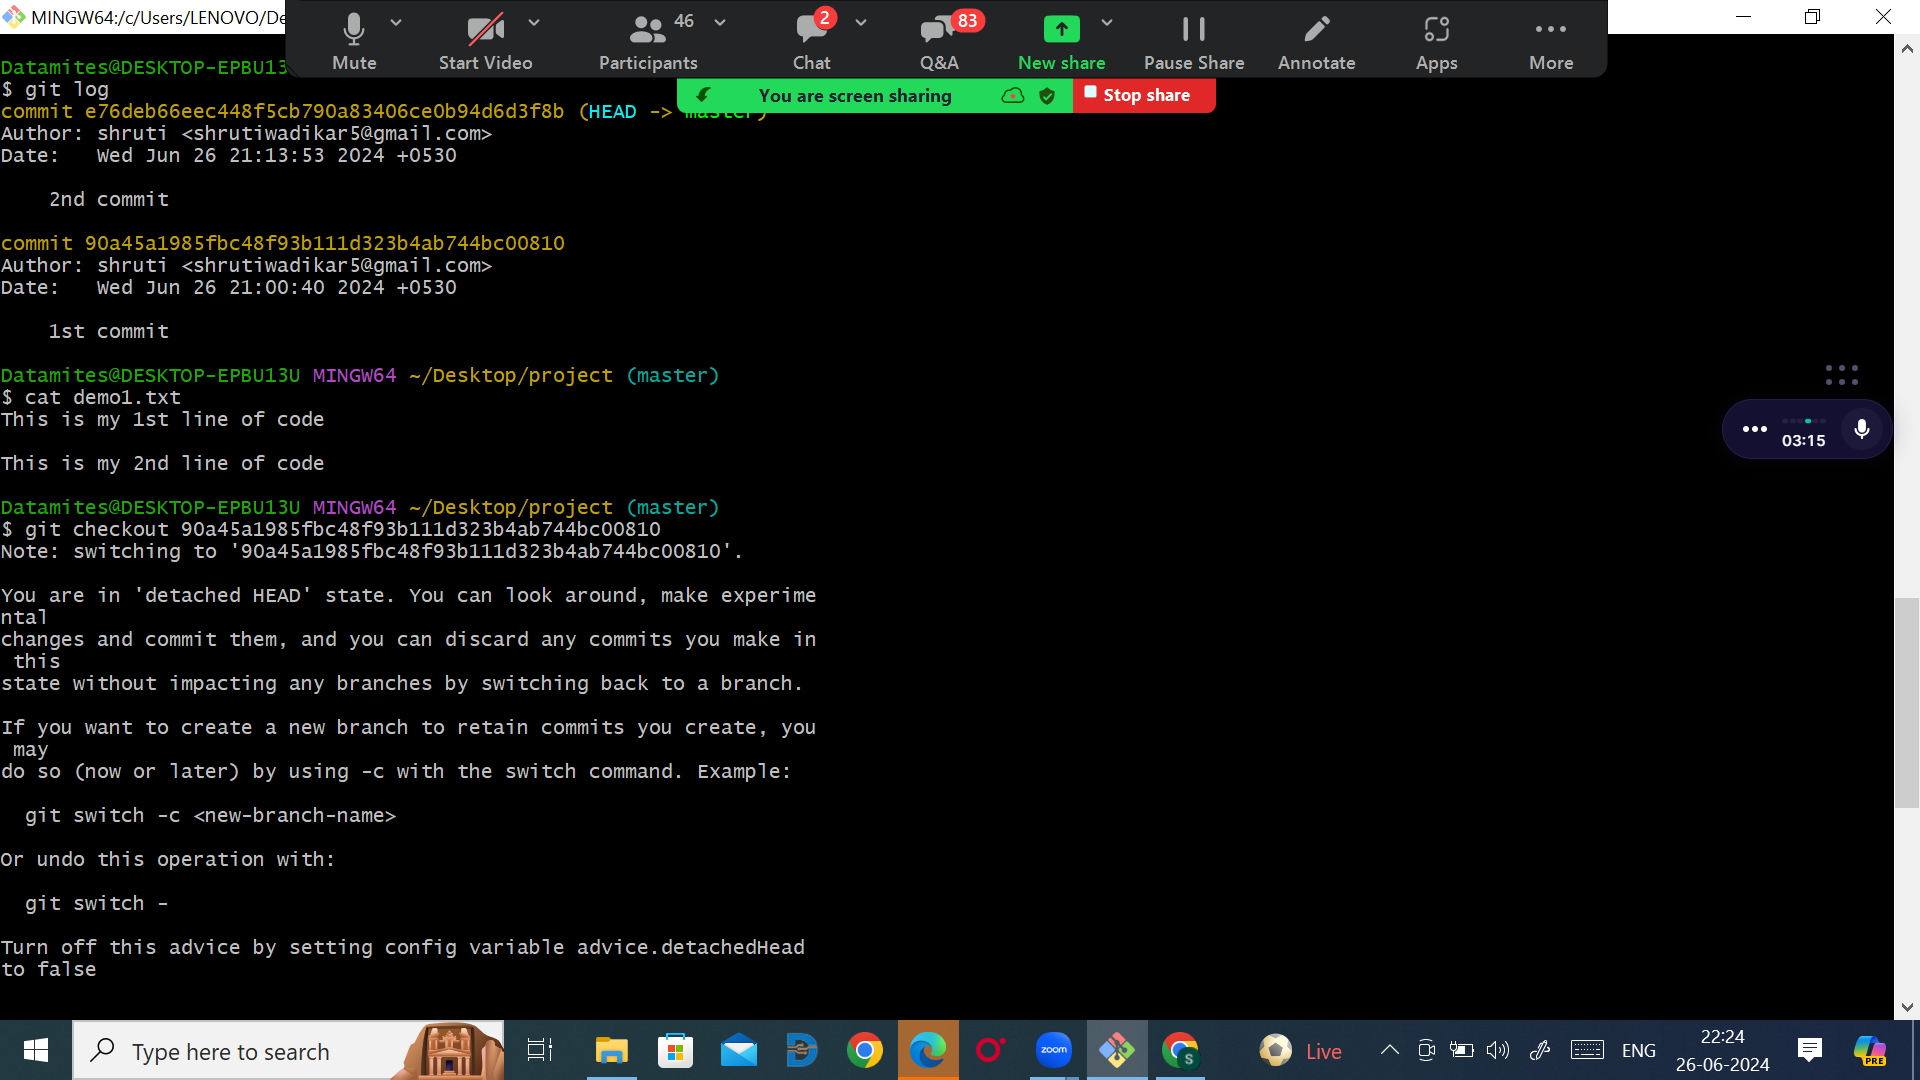 MINGW64:/c/Users/LENOVO/De
Mute
Start Video
46
Participants
2
Chat
83
Q&A
New share
Pause Share
Annotate
Apps
More
You are screen sharing
Stop share
Datamites@DESKTOP-EPBU13
$ git log
commit e76deb66eec448f5cb790a83406ce0b94d6d3f8b (HEAD -> master)
Author: shruti <shrutiwadikar5@gmail.com>
Date:   Wed Jun 26 21:13:53 2024 +0530
2nd commit
commit 90a45a1985fbc48f93b111d323b4ab744bc00810
Author: shruti <shrutiwadikar5@gmail.com>
Date:   Wed Jun 26 21:00:40 2024 +0530
1st commit
Datamites@DESKTOP-EPBU13U MINGW64 ~/Desktop/project (master)
$ cat demo1.txt
This is my 1st line of code
This is my 2nd line of code
03:15
Datamites@DESKTOP-EPBU13U MINGW64 ~/Desktop/project (master)
$ git checkout 90a45a1985fbc48f93b111d323b4ab744bc00810
Note: switching to '90a45a1985fbc48f93b111d323b4ab744bc00810'.
You are in 'detached HEAD' state. You can look around, make experime
ntal
changes and commit them, and you can discard any commits you make in
this
state without impacting any branches by switching back to a branch.
If you want to create a new branch to retain commits you create, you
may
do so (now or later) by using -c with the switch command. Example:
git switch -c <new-branch-name>
Or undo this operation with:
git switch -
Turn off this advice by setting config variable advice.detachedHead
to false
Type here to search
zoom
S
Live
ENG
22:24
26-06-2024
PRE